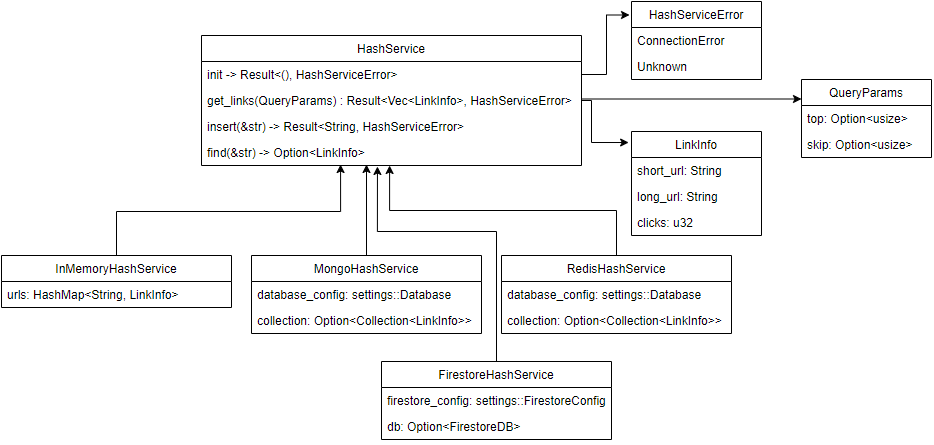 HashServiceError
ConnectionError
Unknown
HashService
init -> Result<(), HashServiceError>
get_links(QueryParams) : Result<Vec<LinkInfo>, HashServiceError>
insert(&str) -> Result<String, HashServiceError>
find(&str) -> Option<LinkInfo>
QueryParams
top: Option<usize>
skip: Option<usize>
LinkInfo
short_url: String
long_url: String
clicks: u32
InMemoryHashService
urls: HashMap<String, LinkInfo>
MongoHashService
database_config: settings::Database
collection: Option<Collection<LinkInfo>>
RedisHashService
database_config: settings::Database
collection: Option<Collection<LinkInfo>>
FirestoreHashService
firestore_config: settings::FirestoreConfig
db: Option<FirestoreDB>